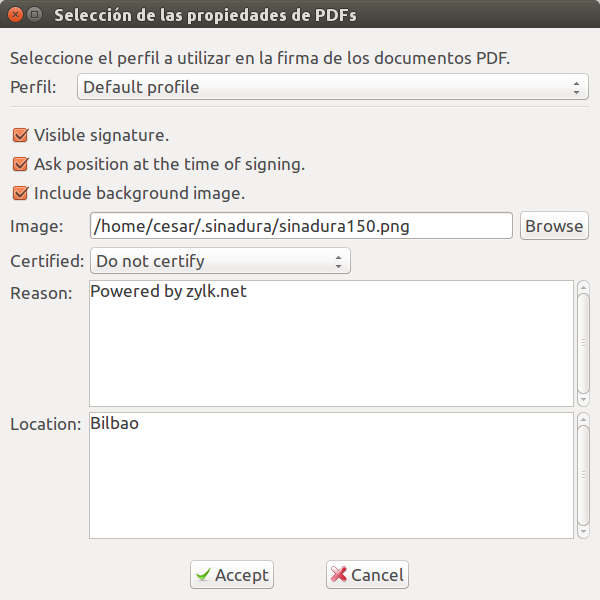 Selección de las propiedades de PDFs
Seleccione el perfil a utilizar en la firma de los documentos PDF.
Perfil: Default profile
Visible signature.
Ask position at the time of signing.
Include background image.
Image: /home/cesar/.sinadura/sinadura150.png Browse
Certified: Do not certify
Reason: Powered by zylk.net
Location: Bilbao
Accept Cancel